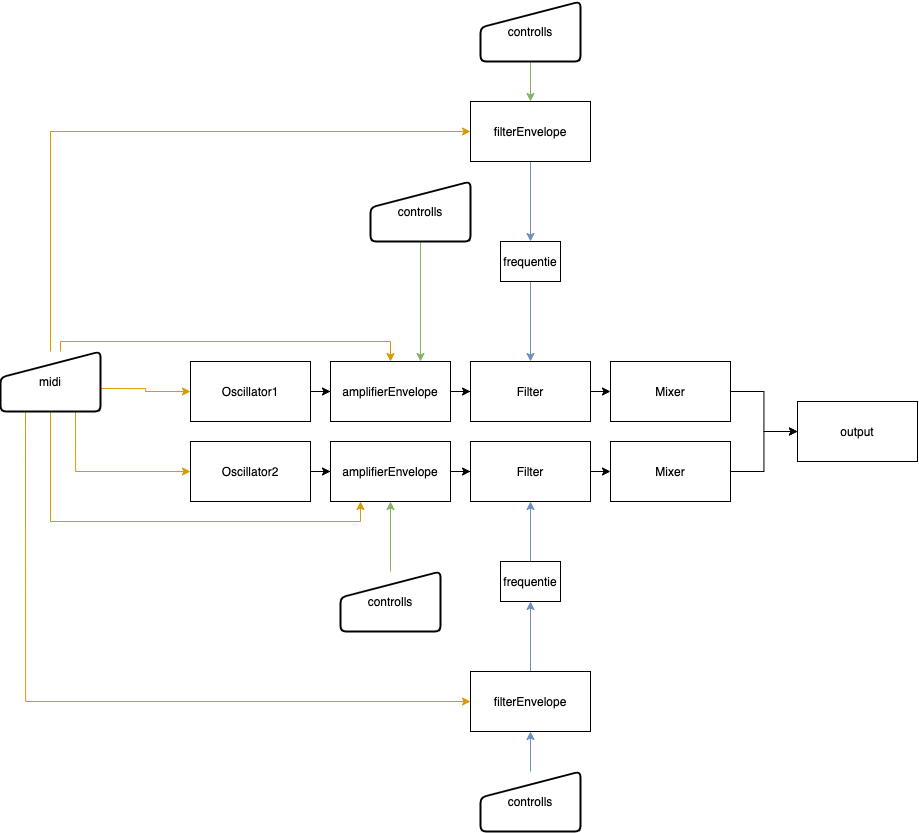 controlls
filterEnvelope
controlls
frequentie
midi
Oscillator1
amplifierEnvelope
Filter
Mixer
output
Oscillator2
amplifierEnvelope
Filter
Mixer
frequentie
controlls
filterEnvelope
controlls